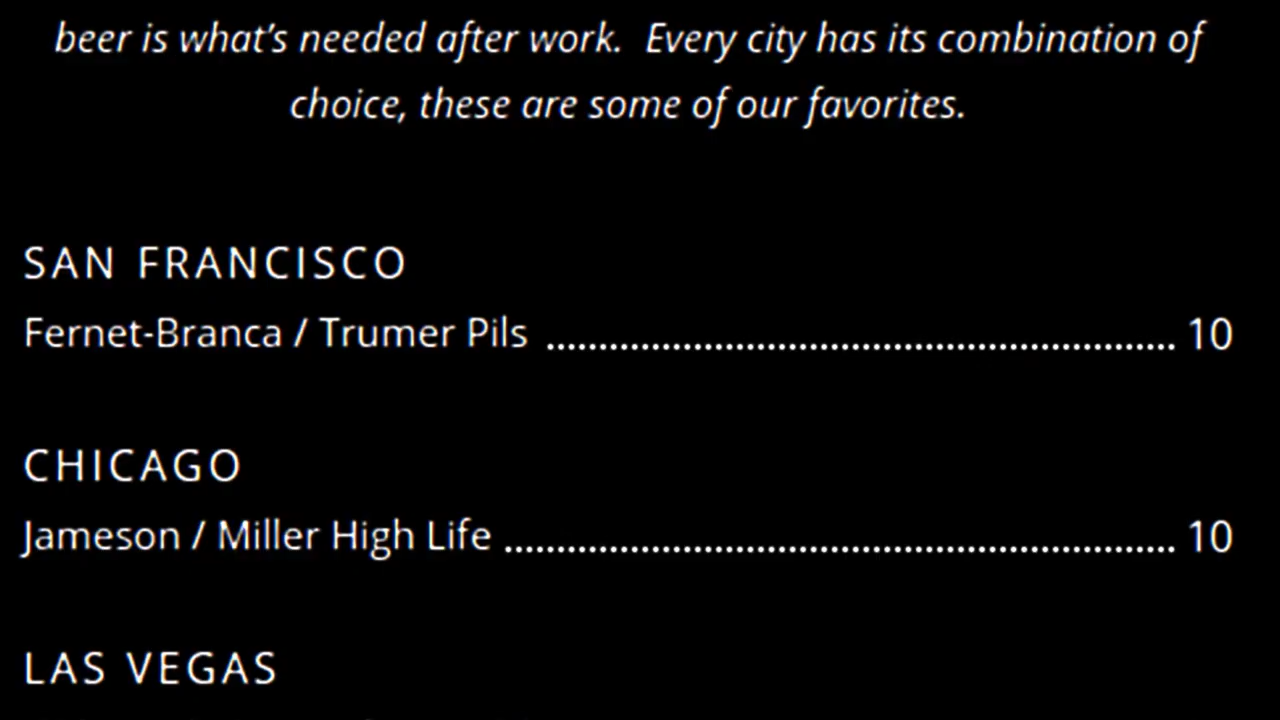 beer is what's needed after work.  Every city has its combination of
choice, these are some of our favorites.
SAN FRANCISCO
Fernet-Branca / Trumer Pils ............................................................ 10
CHICAGO
Jameson / Miller High Life ................................................................ 10
LAS VEGAS